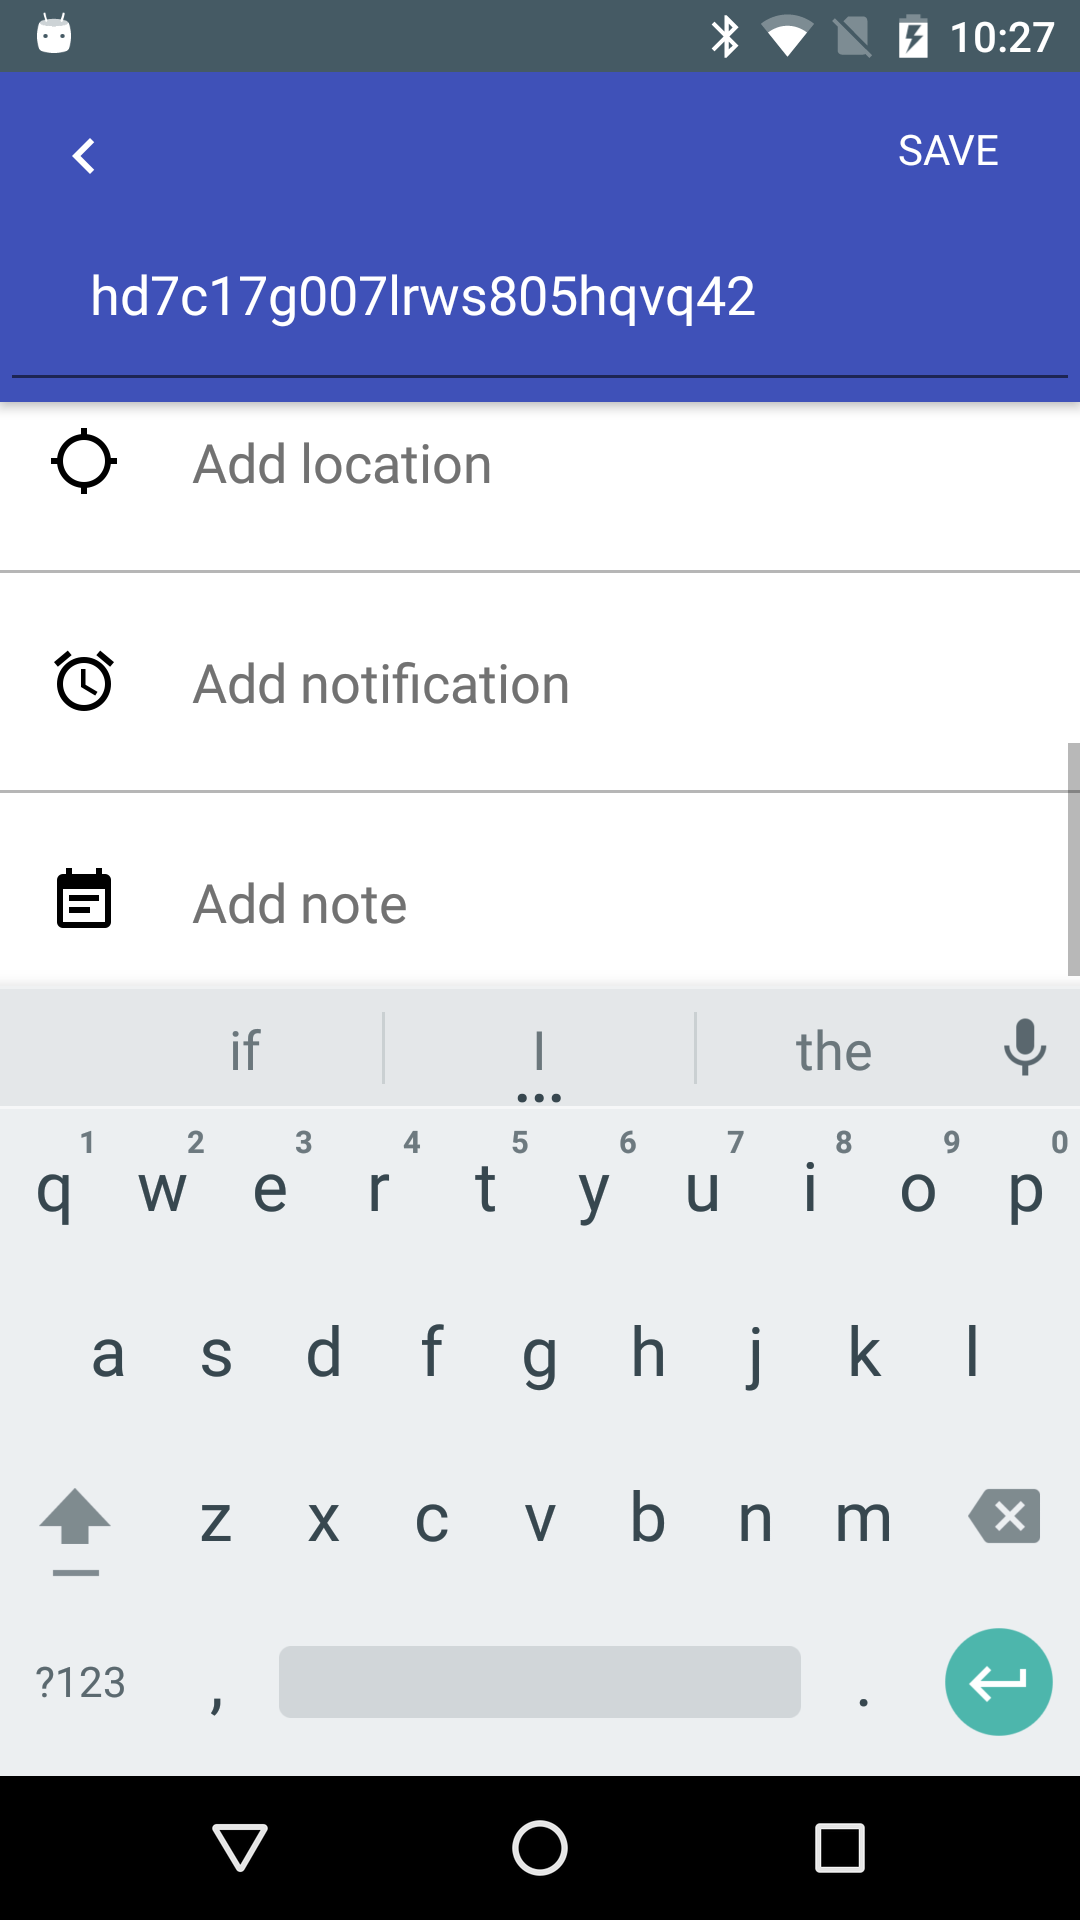 10:27
SAVE
hd7c17g007lrws805hqvq42
Add location
Add notification
Add note
if I the
1 2 3 4 5 6 7 8 9 0
q w e r t y u i o p
a s d f g h j k l
z x c v b n m
?123 , .